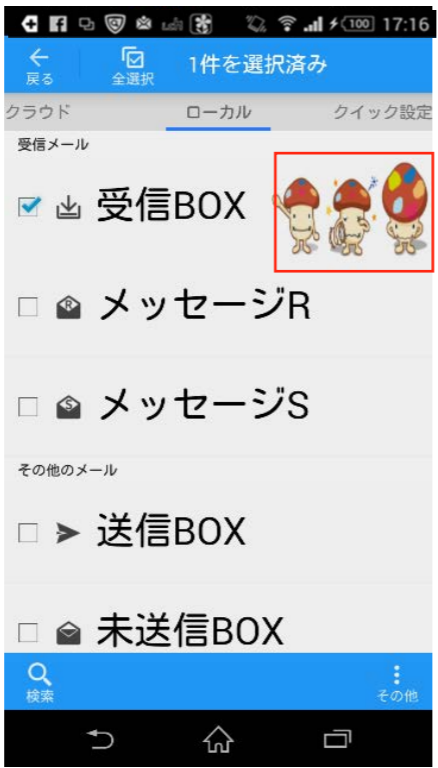 100 17:16
戻る
全選択
1件を選択済み
クラウド
ローカル
クイック設定
受信メール
受信BOX
メッセージR
メッセージS
その他のメール
送信BOX
未送信BOX
検索
その他